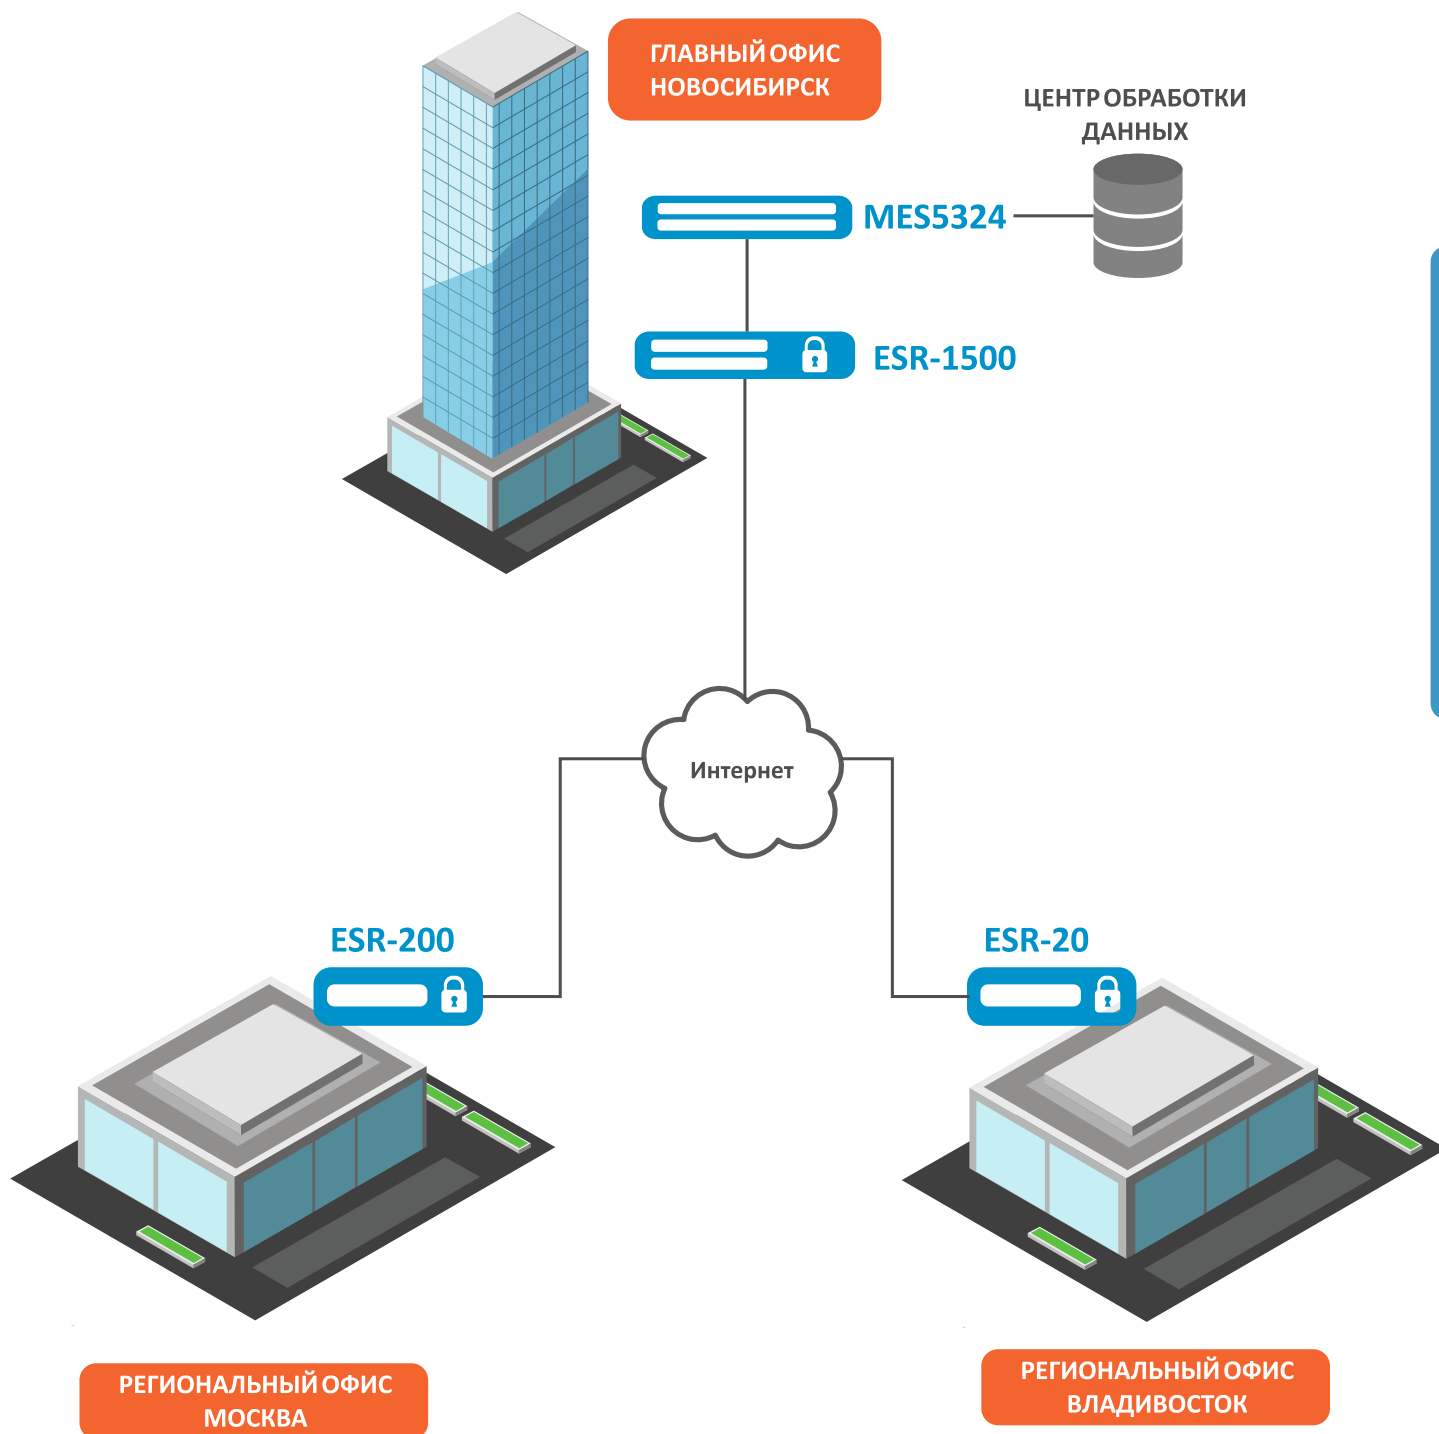 ГЛАВНЫЙ ОФИС
НОВОСИБИРСК
ЦЕНТР ОБРАБОТКИ
ДАННЫХ
MES5324
ESR-1500
Интернет
ESR-200
ESR-20
РЕГИОНАЛЬНЫЙ ОФИС
МОСКВА
РЕГИОНАЛЬНЫЙ ОФИС
ВЛАДИВОСТОК